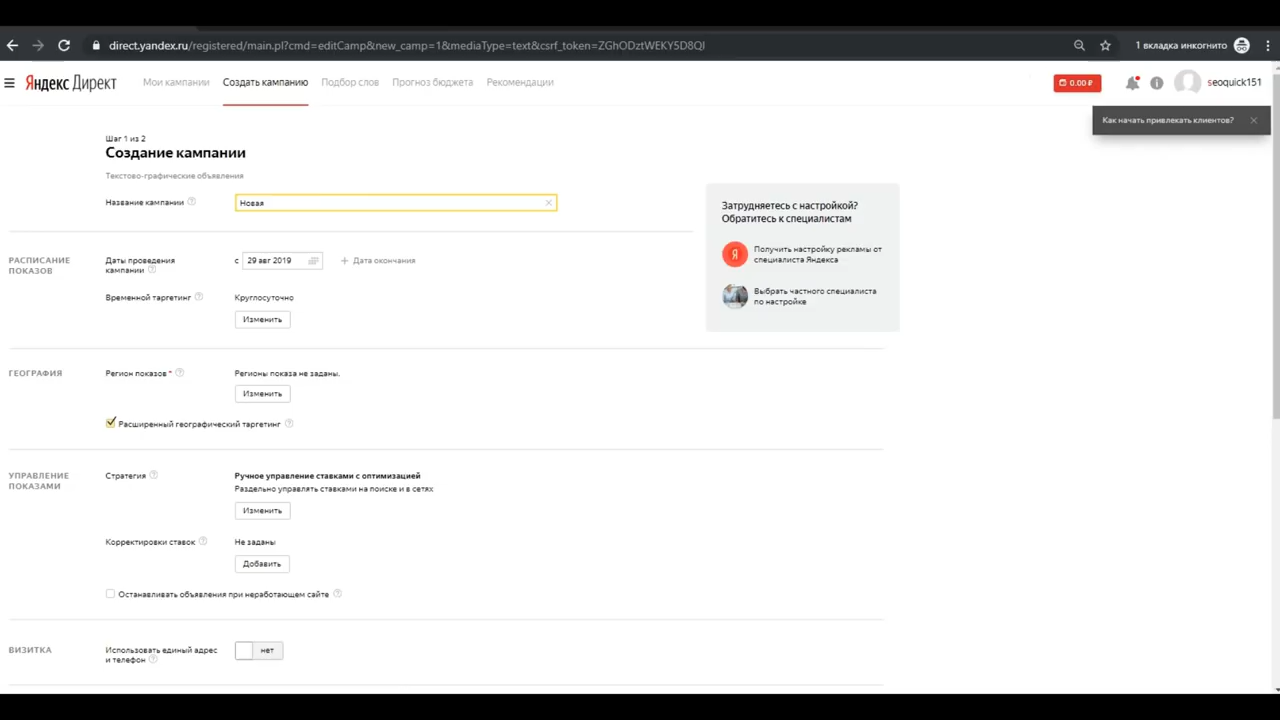 direct.yandex.ru/registered/main.pl?cmd=editCamp&new_camp=1&mediaType=text&csrf_token=ZGhODztWEKY5D8QJ
1 вкладка инкогнито
Яндекс Директ
Мои кампании
Создать кампанию
Подбор слов
Прогноз бюджета
Рекомендации
0.00 ₽
seoquick151
Как начать привлекать клиентов?
Шаг 1 из 2
Создание кампании
Текстово-графические объявления
Название кампании
Новая
Затрудняетесь с настройкой?
Обратитесь к специалистам
Я
Получить настройку рекламы от
специалиста Яндекса
Выбрать частного специалиста
по настройке
РАСПИСАНИЕ
ПОКАЗОВ
Даты проведения
кампании
с 29 авг 2019
+ Дата окончания
Временной таргетинг
Круглосуточно
Изменить
ГЕОГРАФИЯ
Регион показов *
Регионы показа не заданы.
Изменить
Расширенный географический таргетинг
УПРАВЛЕНИЕ
ПОКАЗАМИ
Стратегия
Ручное управление ставками с оптимизацией
Раздельно управлять ставками на поиске и в сетях
Изменить
Корректировки ставок
Не заданы
Добавить
Останавливать объявления при неработающем сайте
ВИЗИТКА
Использовать единый адрес
и телефон
нет